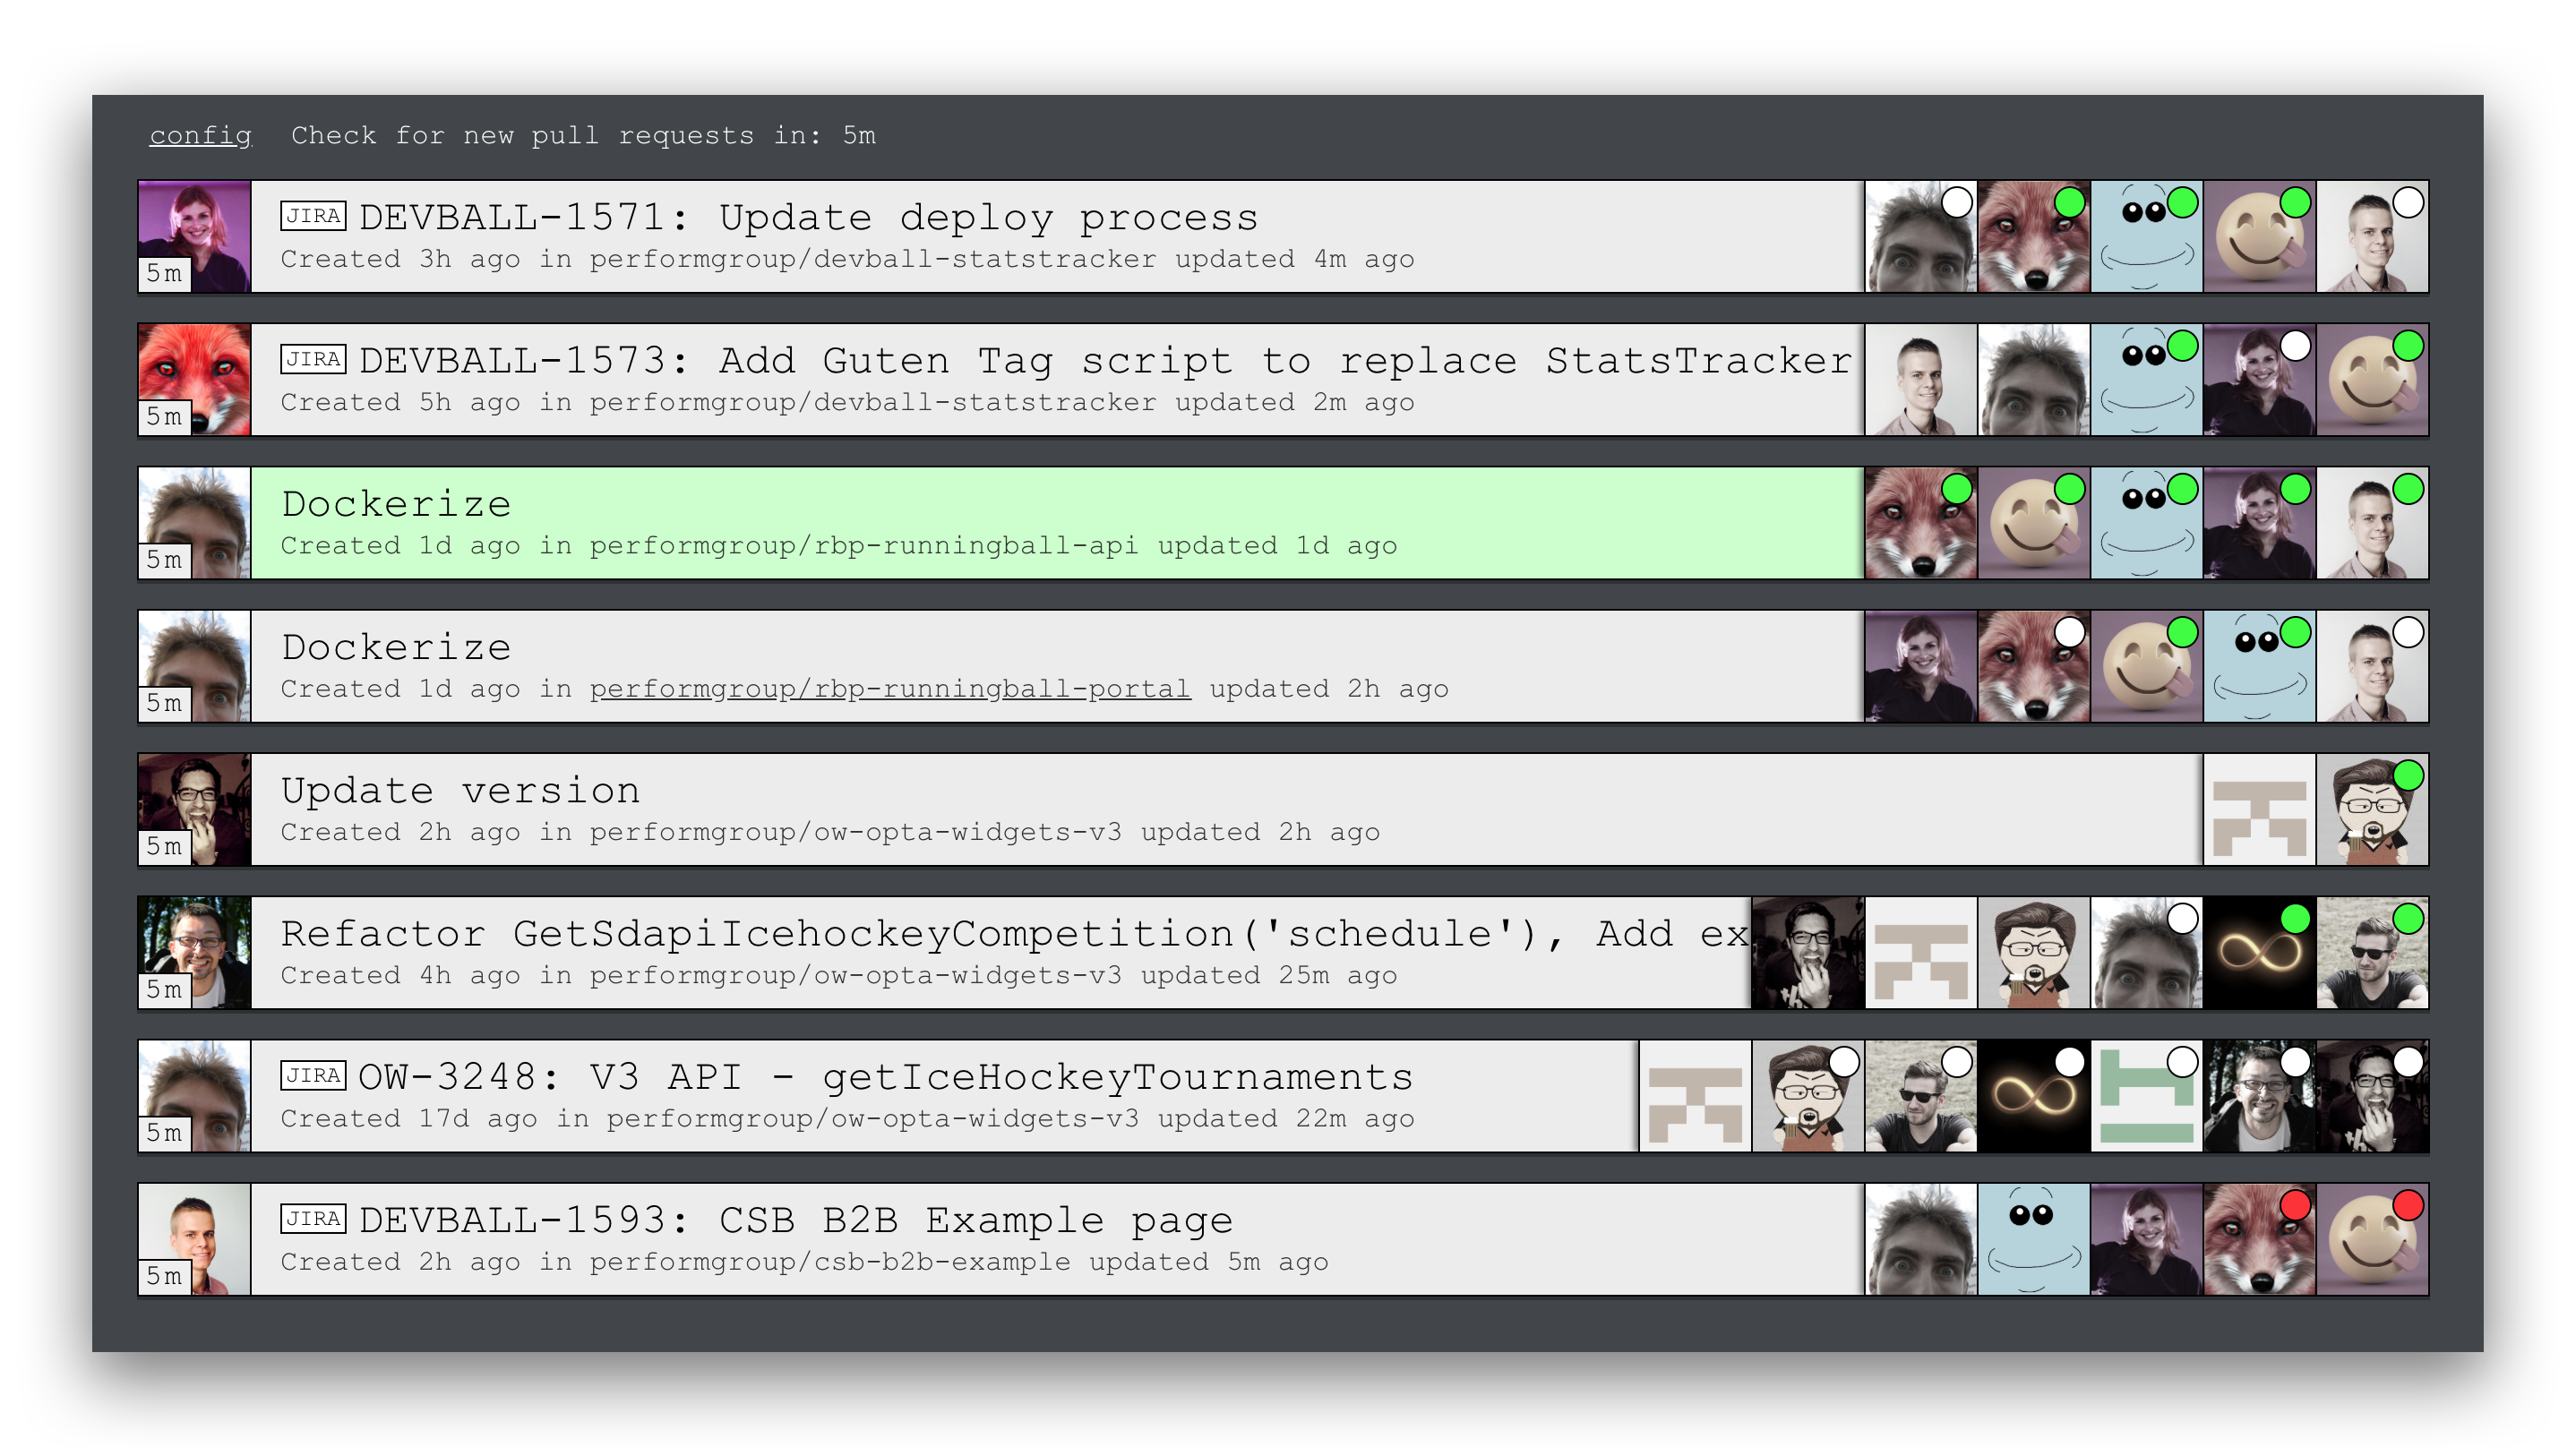 config Check for new pull requests in: 5m
JIRA DEVBALL-1571: Update deploy process
Created 3h ago in performgroup/devball-statstracker updated 4m ago
5m
JIRA DEVBALL-1573: Add Guten Tag script to replace StatsTracker
Created 5h ago in performgroup/devball-statstracker updated 2m ago
5m
Dockerize
Created 1d ago in performgroup/rbp-runningball-api updated 1d ago
5m
Dockerize
Created 1d ago in performgroup/rbp-runningball-portal updated 2h ago
5m
Update version
Created 2h ago in performgroup/ow-opta-widgets-v3 updated 2h ago
5m
Refactor GetSdapiIcehockeyCompetition('schedule'), Add ex
Created 4h ago in performgroup/ow-opta-widgets-v3 updated 25m ago
5m
JIRA OW-3248: V3 API - getIceHockeyTournaments
Created 17d ago in performgroup/ow-opta-widgets-v3 updated 22m ago
5m
JIRA DEVBALL-1593: CSB B2B Example page
Created 2h ago in performgroup/csb-b2b-example updated 5m ago
5m